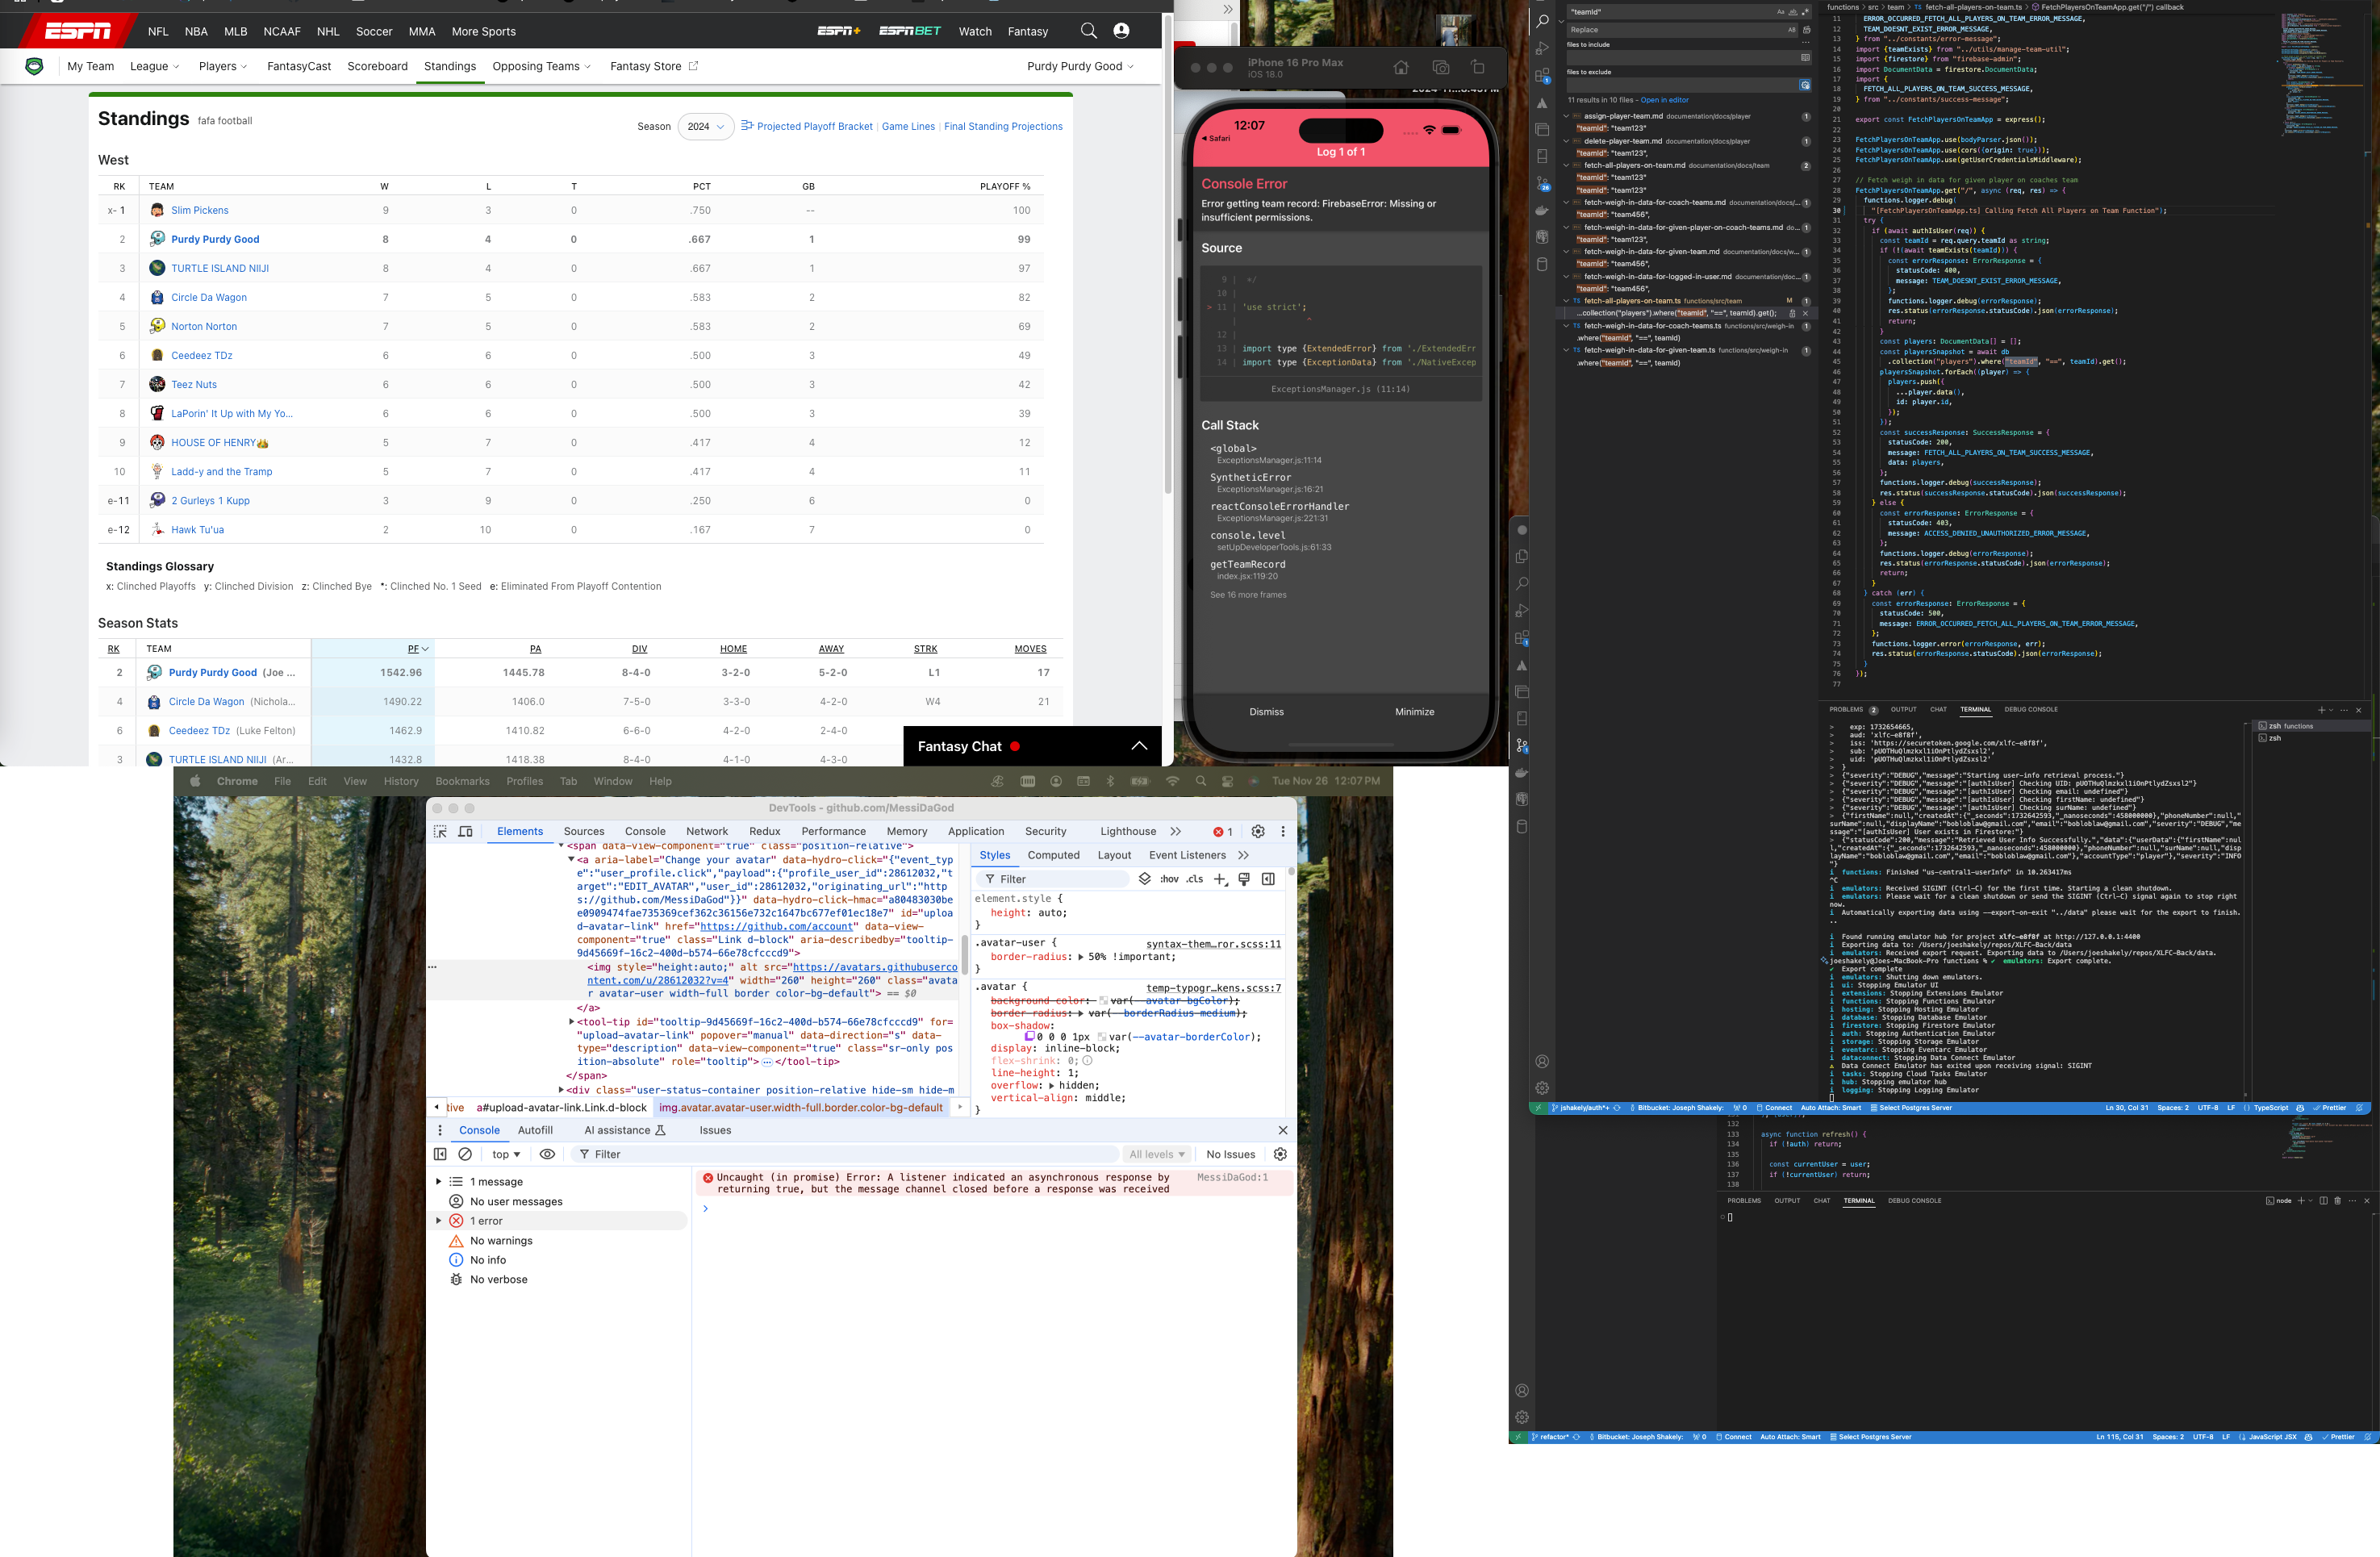 ESPN
NFL NBA MLB NCAAF NHL Soccer MMA More Sports
ESPN+ ESPN BET Watch Fantasy
My Team League Players FantasyCast Scoreboard Standings Opposing Teams Fantasy Store
Purdy Purdy Good
Standings fafa football
Season 2024 Projected Playoff Bracket | Game Lines | Final Standing Projections
West
RK TEAM W L T PCT GB PLAYOFF %
x- 1 Slim Pickens 9 3 0 .750 -- 100
2 Purdy Purdy Good 8 4 0 .667 1 99
3 TURTLE ISLAND NIIJI 8 4 0 .667 1 97
4 Circle Da Wagon 7 5 0 .583 2 82
5 Norton Norton 7 5 0 .583 2 69
6 Ceedeez TDz 6 6 0 .500 3 49
7 Teez Nuts 6 6 0 .500 3 42
8 LaPorin' It Up with My Yo... 6 6 0 .500 3 39
9 HOUSE OF HENRY👑 5 7 0 .417 4 12
10 Ladd-y and the Tramp 5 7 0 .417 4 11
e-11 2 Gurleys 1 Kupp 3 9 0 .250 6 0
e-12 Hawk Tu'ua 2 10 0 .167 7 0
Standings Glossary
x: Clinched Playoffs y: Clinched Division z: Clinched Bye *: Clinched No. 1 Seed e: Eliminated From Playoff Contention
Season Stats
RK TEAM PF PA DIV HOME AWAY STRK MOVES
2 Purdy Purdy Good (Joe ... 1542.96 1445.78 8-4-0 3-2-0 5-2-0 L1 17
4 Circle Da Wagon (Nichola... 1490.22 1406.0 7-5-0 3-3-0 4-2-0 W4 21
6 Ceedeez TDz (Luke Felton) 1462.9 1410.82 6-6-0 4-2-0 2-4-0
3 TURTLE ISLAND NIIJI (Ar... 1432.8 1418.38 8-4-0 4-1-0 4-3-0
Fantasy Chat
iPhone 16 Pro Max
iOS 18.0
12:07
Safari
Log 1 of 1
Console Error
Error getting team record: FirebaseError: Missing or
insufficient permissions.
Source
9 | */
10 |
> 11 | 'use strict';
| ^
12 |
13 | import type {ExtendedError} from './ExtendedErr
14 | import type {ExceptionData} from './NativeExcep
ExceptionsManager.js (11:14)
Call Stack
<global>
ExceptionsManager.js:11:14
SyntheticError
ExceptionsManager.js:16:21
reactConsoleErrorHandler
ExceptionsManager.js:221:31
console.level
setUpDeveloperTools.js:61:33
getTeamRecord
index.jsx:119:20
See 16 more frames
Dismiss Minimize
"teamId"
Replace
files to include
files to exclude
11 results in 10 files - Open in editor
assign-player-team.md documentation/docs/player 1
"teamId": "team123"
delete-player-team.md documentation/docs/player 1
"teamId": "team123",
fetch-all-players-on-team.md documentation/docs/team 2
"teamId": "team123"
"teamId": "team123"
fetch-weigh-in-data-for-coach-teams.md documentation/docs/... 1
"teamId": "team456",
fetch-weigh-in-data-for-given-player-on-coach-teams.md do... 1
"teamId": "team123",
fetch-weigh-in-data-for-given-team.md documentation/docs/w... 1
"teamId": "team456",
fetch-weigh-in-data-for-logged-in-user.md documentation/doc... 1
"teamId": "team456",
fetch-all-players-on-team.ts functions/src/team M 1
...collection("players").where("teamId", "==", teamId).get();
fetch-weigh-in-data-for-coach-teams.ts functions/src/weigh-in 1
.where("teamId", "==", teamId)
fetch-weigh-in-data-for-given-team.ts functions/src/weigh-in 1
.where("teamId", "==", teamId)
functions > src > team > TS fetch-all-players-on-team.ts > FetchPlayersOnTeamApp.get("/") callback
11 ERROR_OCCURRED_FETCH_ALL_PLAYERS_ON_TEAM_ERROR_MESSAGE,
12 TEAM_DOESNT_EXIST_ERROR_MESSAGE,
13 } from "../constants/error-message";
14 import {teamExists} from "../utils/manage-team-util";
15 import {firestore} from "firebase-admin";
16 import DocumentData = firestore.DocumentData;
17 import {
18 FETCH_ALL_PLAYERS_ON_TEAM_SUCCESS_MESSAGE,
19 } from "../constants/success-message";
20
21 export const FetchPlayersOnTeamApp = express();
22
23 FetchPlayersOnTeamApp.use(bodyParser.json());
24 FetchPlayersOnTeamApp.use(cors({origin: true}));
25 FetchPlayersOnTeamApp.use(getUserCredentialsMiddleware);
26
27 // Fetch weigh in data for given player on coaches team
28 FetchPlayersOnTeamApp.get("/", async (req, res) => {
29 functions.logger.debug(
30 "[FetchPlayersOnTeamApp.ts] Calling Fetch All Players on Team Function");
31 try {
32 if (await authIsUser(req)) {
33 const teamId = req.query.teamId as string;
34 if (!(await teamExists(teamId))) {
35 const errorResponse: ErrorResponse = {
36 statusCode: 400,
37 message: TEAM_DOESNT_EXIST_ERROR_MESSAGE,
38 };
39 functions.logger.debug(errorResponse);
40 res.status(errorResponse.statusCode).json(errorResponse);
41 return;
42 }
43 const players: DocumentData[] = [];
44 const playersSnapshot = await db
45 .collection("players").where("teamId", "==", teamId).get();
46 playersSnapshot.forEach((player) => {
47 players.push({
48 ...player.data(),
49 id: player.id,
50 });
51 });
52 const successResponse: SuccessResponse = {
53 statusCode: 200,
54 message: FETCH_ALL_PLAYERS_ON_TEAM_SUCCESS_MESSAGE,
55 data: players,
56 };
57 functions.logger.debug(successResponse);
58 res.status(successResponse.statusCode).json(successResponse);
59 } else {
60 const errorResponse: ErrorResponse = {
61 statusCode: 403,
62 message: ACCESS_DENIED_UNAUTHORIZED_ERROR_MESSAGE,
63 };
64 functions.logger.debug(errorResponse);
65 res.status(errorResponse.statusCode).json(errorResponse);
66 return;
67 }
68 } catch (err) {
69 const errorResponse: ErrorResponse = {
70 statusCode: 500,
71 message: ERROR_OCCURRED_FETCH_ALL_PLAYERS_ON_TEAM_ERROR_MESSAGE,
72 };
73 functions.logger.error(errorResponse, err);
74 res.status(errorResponse.statusCode).json(errorResponse);
75 }
76 });
77
PROBLEMS 2 OUTPUT CHAT TERMINAL DEBUG CONSOLE
zsh functions
zsh
> exp: 1732654665,
> aud: 'xlfc-e8f8f',
> iss: 'https://securetoken.google.com/xlfc-e8f8f',
> sub: 'pUOTHuQlmzkxl1iOnPtlydZsxsl2',
> uid: 'pUOTHuQlmzkxl1iOnPtlydZsxsl2'
> }
> {"severity":"DEBUG","message":"Starting user-info retrieval process."}
> {"severity":"DEBUG","message":"[authIsUser] Checking UID: pUOTHuQlmzkxl1iOnPtlydZsxsl2"}
> {"severity":"DEBUG","message":"[authIsUser] Checking email: undefined"}
> {"severity":"DEBUG","message":"[authIsUser] Checking firstName: undefined"}
> {"severity":"DEBUG","message":"[authIsUser] Checking surName: undefined"}
> {"firstName":null,"createdAt":{"_seconds":1732642593,"_nanoseconds":458000000},"phoneNumber":null,"
surName":null,"displayName":"bobloblaw@gmail.com","email":"bobloblaw@gmail.com","severity":"DEBUG","me
ssage":"[authIsUser] User exists in Firestore:"}
> {"statusCode":200,"message":"Retrieved User Info Successfully.","data":{"userData":{"firstName":nul
l,"createdAt":{"_seconds":1732642593,"_nanoseconds":458000000},"phoneNumber":null,"surName":null,"disp
layName":"bobloblaw@gmail.com","email":"bobloblaw@gmail.com"},"accountType":"player"},"severity":"INFO
"}
i functions: Finished "us-central1-userInfo" in 10.263417ms
^C
i emulators: Received SIGINT (Ctrl-C) for the first time. Starting a clean shutdown.
i emulators: Please wait for a clean shutdown or send the SIGINT (Ctrl-C) signal again to stop right
now.
i Automatically exporting data using --export-on-exit "../data" please wait for the export to finish.
..
i Found running emulator hub for project xlfc-e8f8f at http://127.0.0.1:4400
i Exporting data to: /Users/joeshakely/repos/XLFC-Back/data
i emulators: Received export request. Exporting data to /Users/joeshakely/repos/XLFC-Back/data.
joeshakely@Joes-MacBook-Pro functions % ✔ emulators: Export complete.
✔ Export complete
i emulators: Shutting down emulators.
i ui: Stopping Emulator UI
i extensions: Stopping Extensions Emulator
i functions: Stopping Functions Emulator
i hosting: Stopping Hosting Emulator
i database: Stopping Database Emulator
i firestore: Stopping Firestore Emulator
i auth: Stopping Authentication Emulator
i storage: Stopping Storage Emulator
i eventarc: Stopping Eventarc Emulator
i dataconnect: Stopping Data Connect Emulator
⚠ Data Connect Emulator has exited upon receiving signal: SIGINT
i tasks: Stopping Cloud Tasks Emulator
i hub: Stopping emulator hub
i logging: Stopping Logging Emulator
jshakely/auth*+ Bitbucket: Joseph Shakely: 0 Connect Auto Attach: Smart Select Postgres Server Ln 30, Col 31 Spaces: 2 UTF-8 LF TypeScript Prettier
132
133 async function refresh() {
134 if (!auth) return;
135
136 const currentUser = user;
137 if (!currentUser) return;
138
PROBLEMS OUTPUT CHAT TERMINAL DEBUG CONSOLE
node
refactor* Bitbucket: Joseph Shakely: 0 Connect Auto Attach: Smart Select Postgres Server Ln 115, Col 31 Spaces: 2 UTF-8 LF JavaScript JSX Prettier
Chrome File Edit View History Bookmarks Profiles Tab Window Help
Tue Nov 26 12:07 PM
DevTools - github.com/MessiDaGod
Elements Sources Console Network Redux Performance Memory Application Security Lighthouse 1
<span data-view-component="true" class="position-relative">
<a aria-label="Change your avatar" data-hydro-click="{"event_typ
e":"user_profile.click","payload":{"profile_user_id":28612032,"t
arget":"EDIT_AVATAR","user_id":28612032,"originating_url":"http
s://github.com/MessiDaGod"}}" data-hydro-click-hmac="a80483030be
e0909474fae735369cef362c36156e732c1647bc677ef01ec18e7" id="uploa
d-avatar-link" href="https://github.com/account" data-view-
component="true" class="Link d-block" aria-describedby="tooltip-
9d45669f-16c2-400d-b574-66e78cfcccd9">
<img style="height:auto;" alt src="https://avatars.githubuserco
ntent.com/u/28612032?v=4" width="260" height="260" class="avata
r avatar-user width-full border color-bg-default"> == $0
</a>
<tool-tip id="tooltip-9d45669f-16c2-400d-b574-66e78cfcccd9" for=
"upload-avatar-link" popover="manual" data-direction="s" data-
type="description" data-view-component="true" class="sr-only pos
ition-absolute" role="tooltip">…</tool-tip>
</span>
<div class="user-status-container position-relative hide-sm hide-m
tive a#upload-avatar-link.Link.d-block img.avatar.avatar-user.width-full.border.color-bg-default
Styles Computed Layout Event Listeners
Filter :hov .cls
element.style {
height: auto;
}
.avatar-user { syntax-them…ror.scss:11
border-radius: 50% !important;
}
.avatar { temp-typogr…kens.scss:7
background-color: var(--avatar-bgColor);
border-radius: var(--borderRadius-medium);
box-shadow:
0 0 0 1px var(--avatar-borderColor);
display: inline-block;
flex-shrink: 0;
line-height: 1;
overflow: hidden;
vertical-align: middle;
}
Console Autofill AI assistance Issues
top Filter All levels No Issues
1 message
No user messages
1 error
No warnings
No info
No verbose
Uncaught (in promise) Error: A listener indicated an asynchronous response by MessiDaGod:1
returning true, but the message channel closed before a response was received